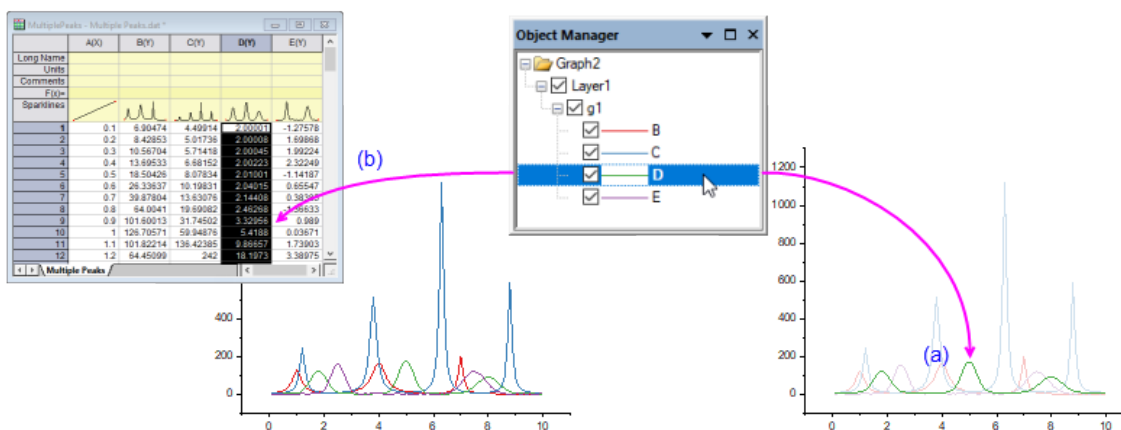 MultiplePeaks - Multiple Peaks.dat *
A(X) B(Y) C(Y) D(Y) E(Y)
Long Name
Units
Comments
F(x)=
Sparklines
1 0.1 6.90474 4.49914 2.00001 -1.27578
2 0.2 8.42853 5.01736 2.00008 1.69868
3 0.3 10.56704 5.71418 2.00045 1.99224
4 0.4 13.69533 6.68152 2.00223 2.32249
5 0.5 18.50426 8.07834 2.01001 -1.14187
6 0.6 26.33637 10.19831 2.04015 0.65547
7 0.7 39.87804 13.63076 2.14408
8 0.8 64.0041 19.69082 2.46268
9 0.9 101.60013 31.74502 3.32956 0.989
10 1 126.70571 59.94876 5.4188 0.03671
11 1.1 101.82214 136.42385 9.86657 1.73903
12 1.2 64.45099 242 18.1973 3.38975
Multiple Peaks
Object Manager
Graph2
Layer1
g1
B
C
D
E
(b)
(a)
400
200
0
0 2 4 6 8 10
1200
1000
800
600
400
200
0
0 2 4 6 8 10